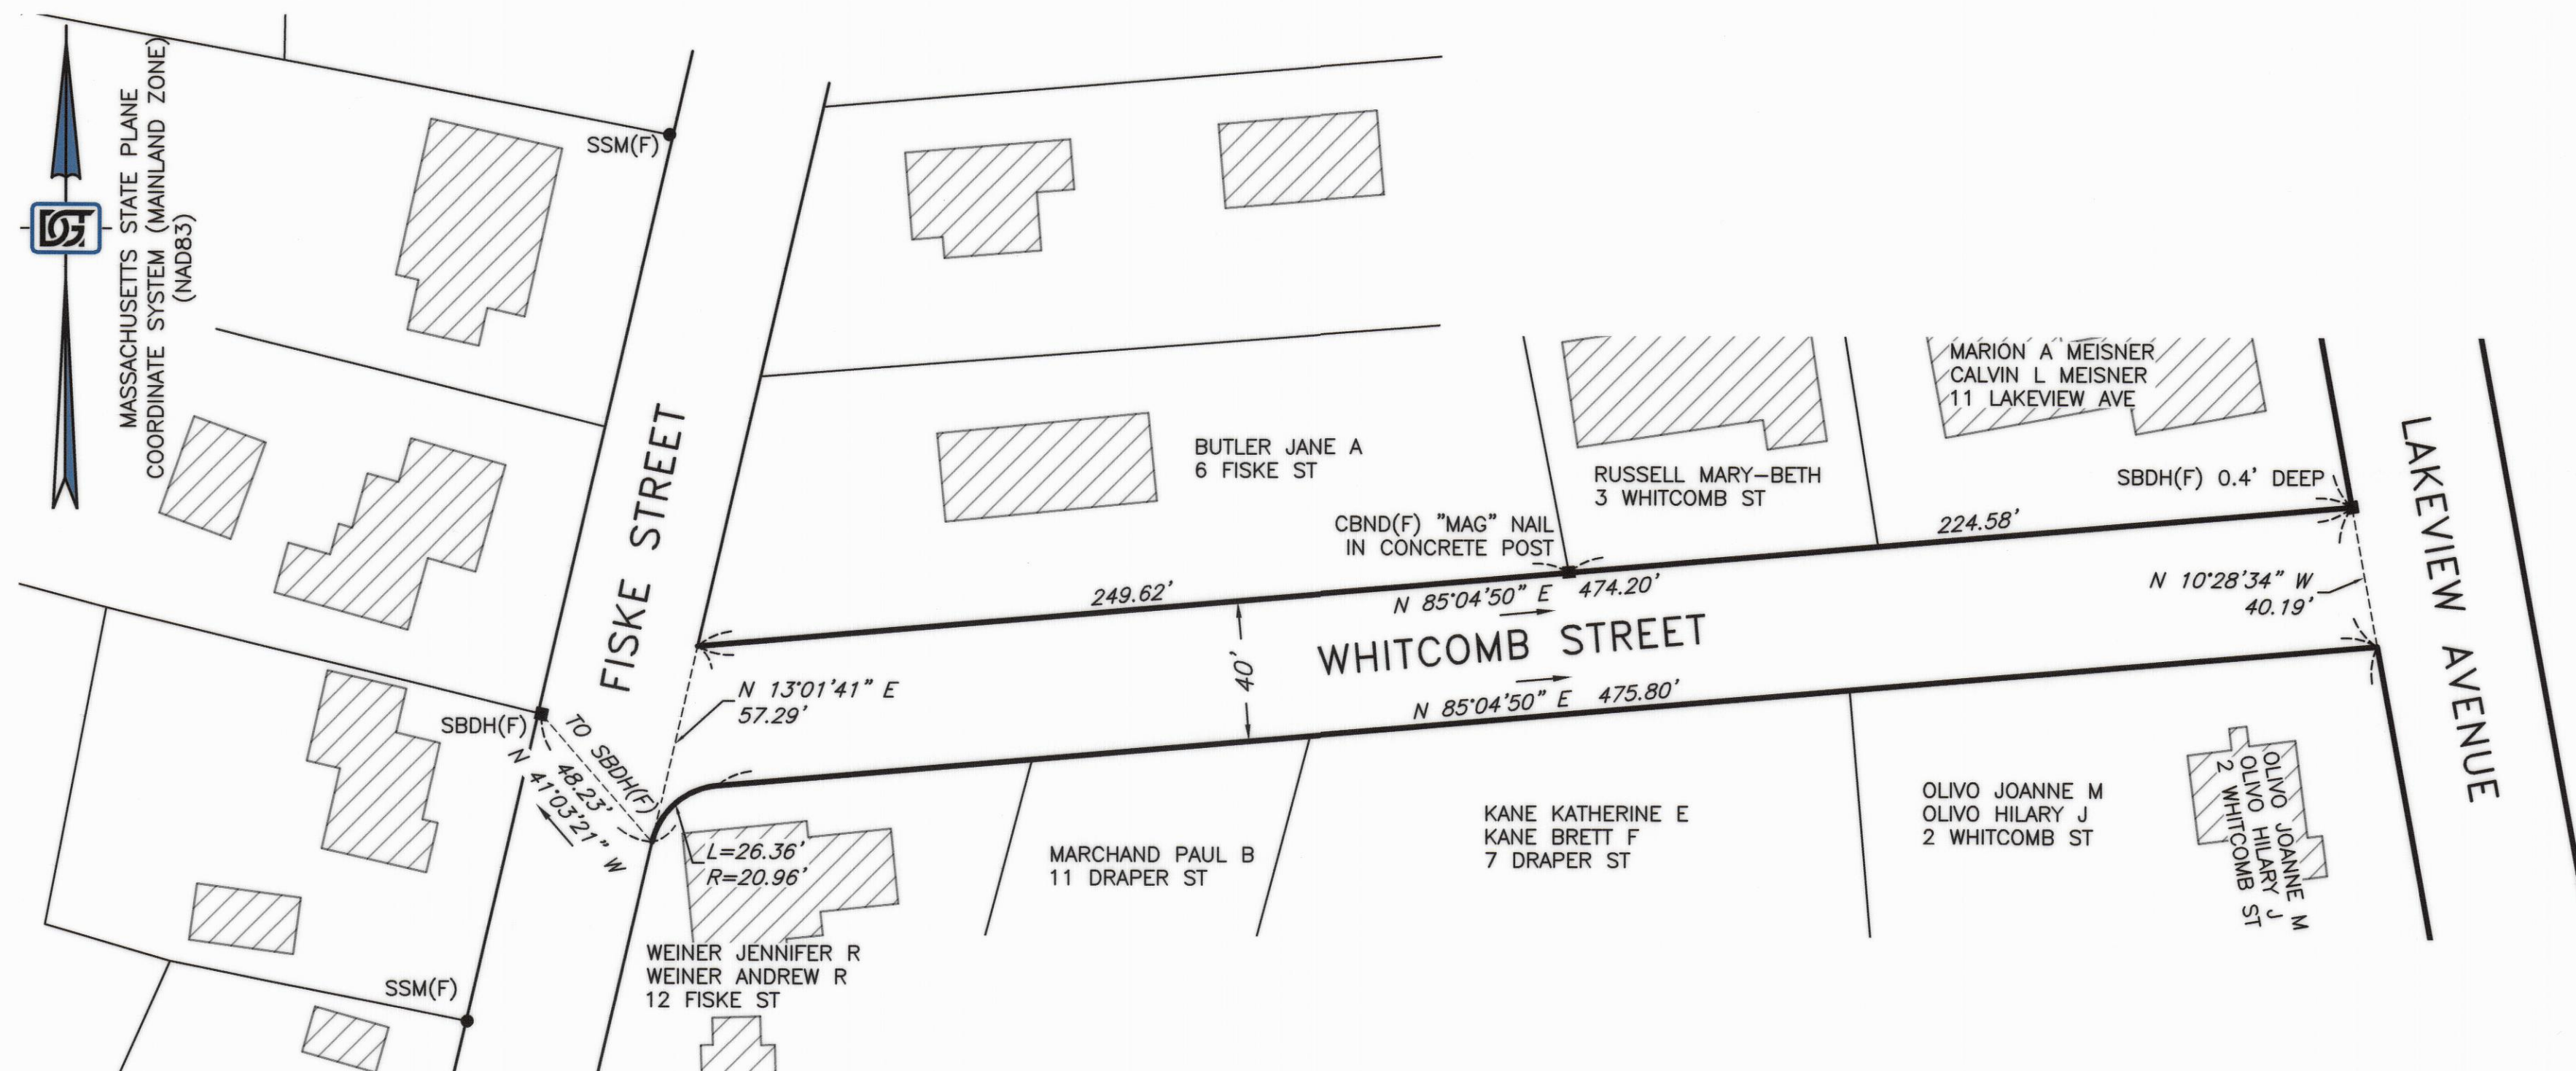 MASSACHUSETTS STATE PLANE
COORDINATE SYSTEM (MAINLAND ZONE)
(NAD83)
DGT
SSM(F)
FISKE STREET
BUTLER JANE A
6 FISKE ST
RUSSELL MARY-BETH
3 WHITCOMB ST
MARION A MEISNER
CALVIN L MEISNER
11 LAKEVIEW AVE
SBDH(F) 0.4' DEEP
CBND(F) "MAG" NAIL
IN CONCRETE POST
224.58'
249.62'
N 85°04'50" E 474.20'
N 10°28'34" W
40.19'
LAKEVIEW AVENUE
WHITCOMB STREET
40'
N 85°04'50" E 475.80'
N 13°01'41" E
57.29'
SBDH(F)
TO SBDH(F)
48.23'
N 41°03'21" W
L=26.36'
R=20.96'
WEINER JENNIFER R
WEINER ANDREW R
12 FISKE ST
MARCHAND PAUL B
11 DRAPER ST
KANE KATHERINE E
KANE BRETT F
7 DRAPER ST
OLIVO JOANNE M
OLIVO HILARY J
2 WHITCOMB ST
OLIVO JOANNE M
OLIVO HILARY J
2 WHITCOMB ST
SSM(F)